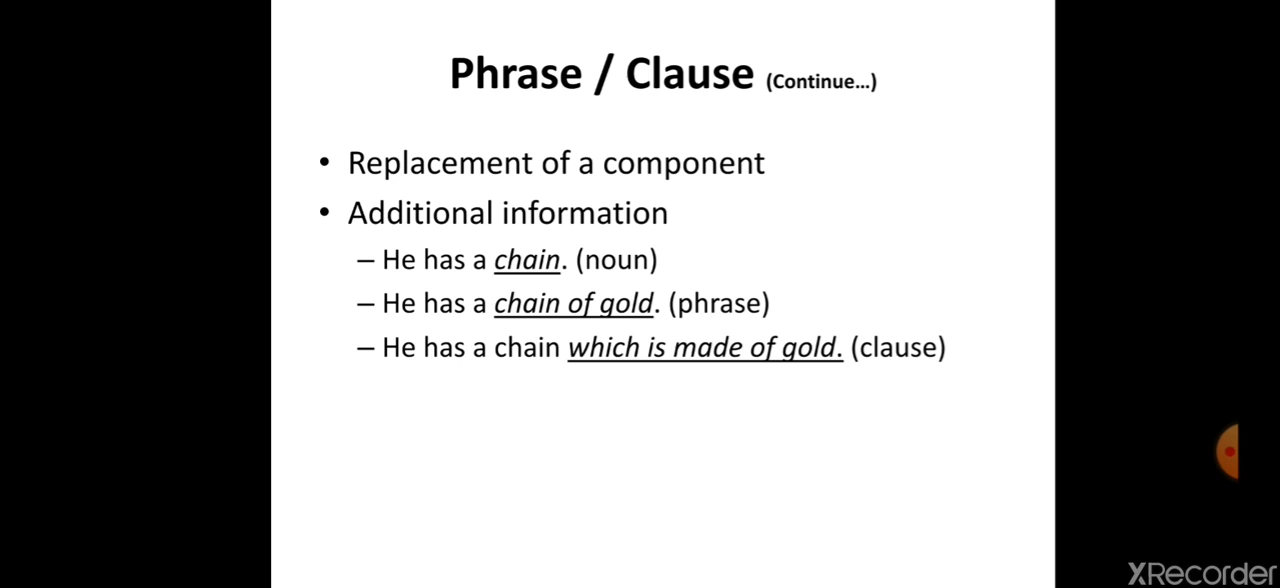 Phrase / Clause (Continue…)
• Replacement of a component
• Additional information
– He has a chain. (noun)
– He has a chain of gold. (phrase)
– He has a chain which is made of gold. (clause)
XRecorder